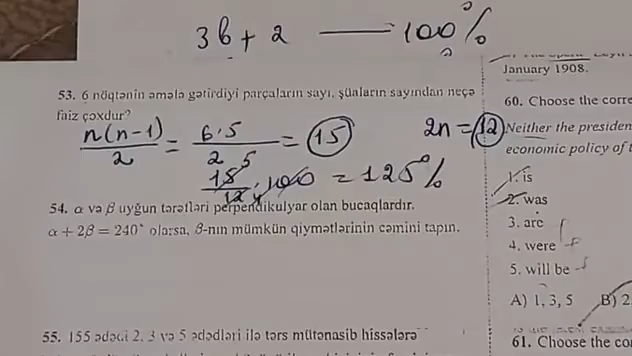 3b + 2 — 100%
January 1908.
53. 6 nöqtənin əmələ gətirdiyi parçaların sayı, şüaların sayından neçə
faiz çoxdur?
n(n-1)/2 = 6·5/2 = 15
2n = 12
15/12 · 100 = 125%
54. α və β uyğun tərəfləri perpendikulyar olan bucaqlardır.
α + 2β = 240° olarsa, β-nın mümkün qiymətlərinin cəmini tapın.
55. 155 ədədi 2, 3 və 5 ədədləri ilə tərs mütənasib hissələrə
60. Choose the corre
Neither the presiden
economic policy of t
1. is
2. was
3. are
4. were
5. will be
A) 1, 3, 5 B) 2
61. Choose the co